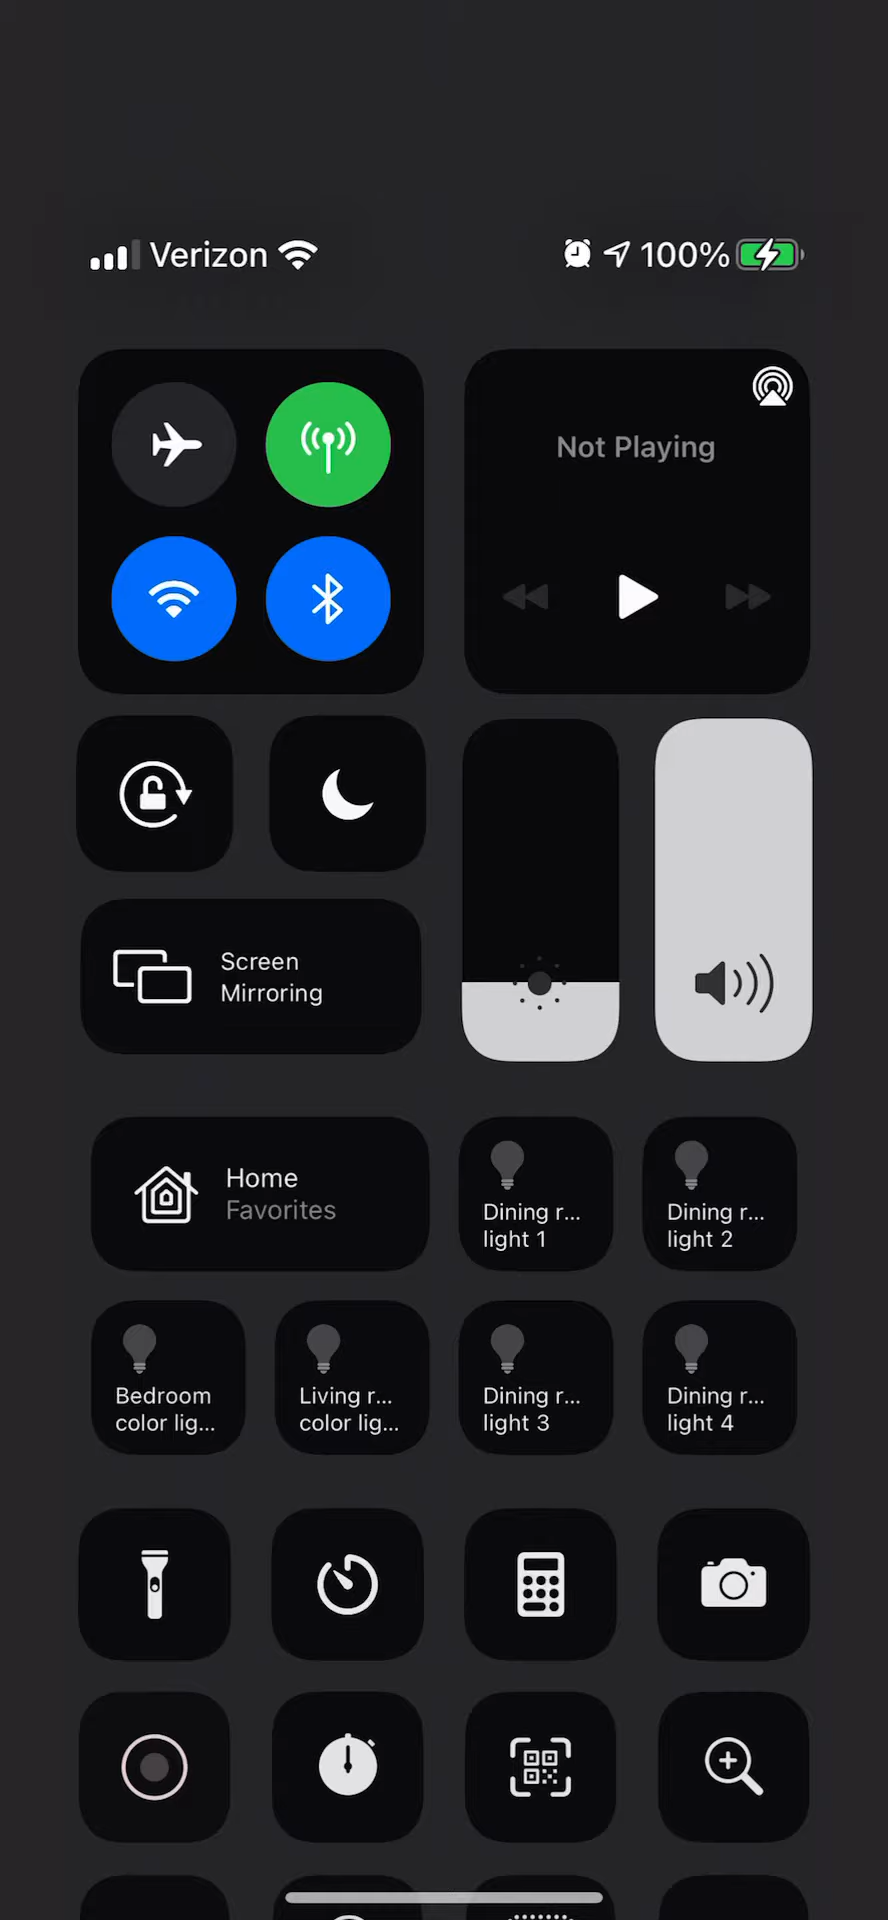 Verizon
100%
Not Playing
Screen
Mirroring
Home
Favorites
Dining r...
light 1
Dining r...
light 2
Bedroom
color lig...
Living r...
color lig...
Dining r...
light 3
Dining r...
light 4